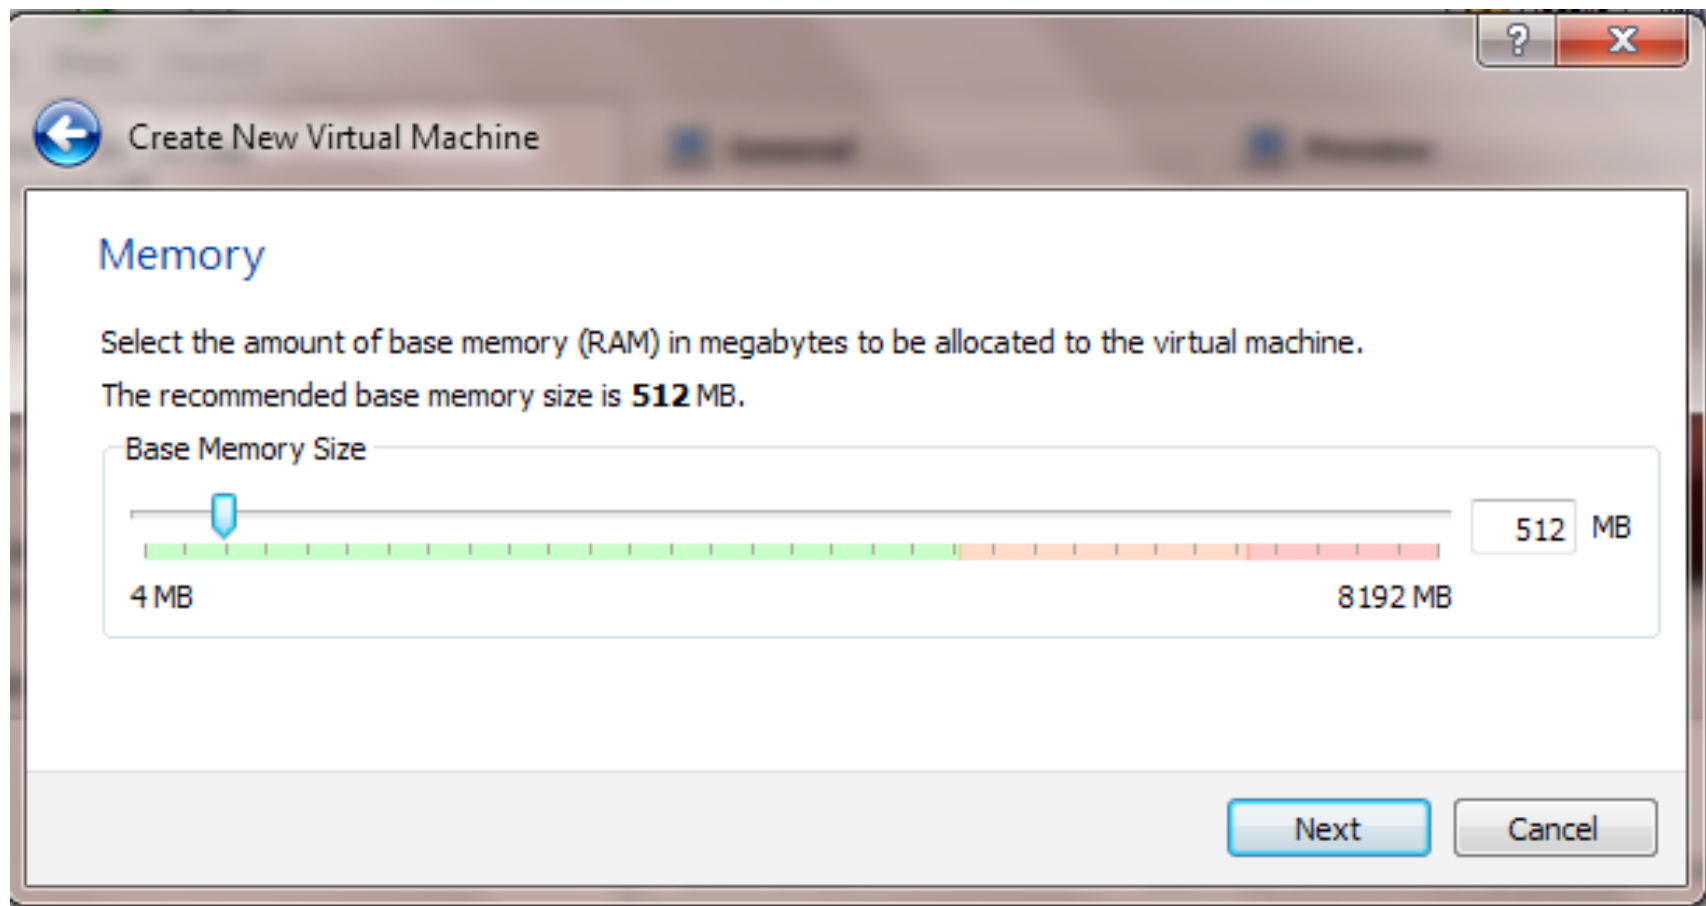 Create New Virtual Machine
General
Preview
Memory
Select the amount of base memory (RAM) in megabytes to be allocated to the virtual machine.
The recommended base memory size is 512 MB.
Base Memory Size
512 MB
4 MB
8192 MB
Next
Cancel